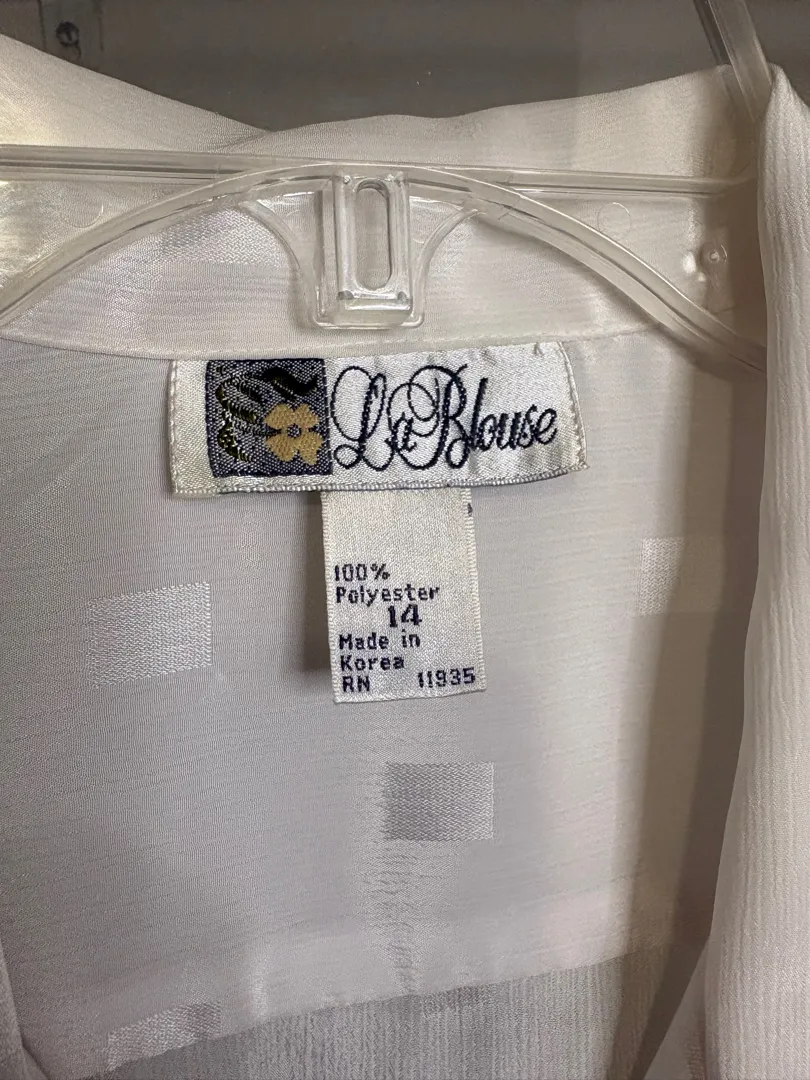 La Blouse
100%
Polyester
14
Made in
Korea
RN 11935